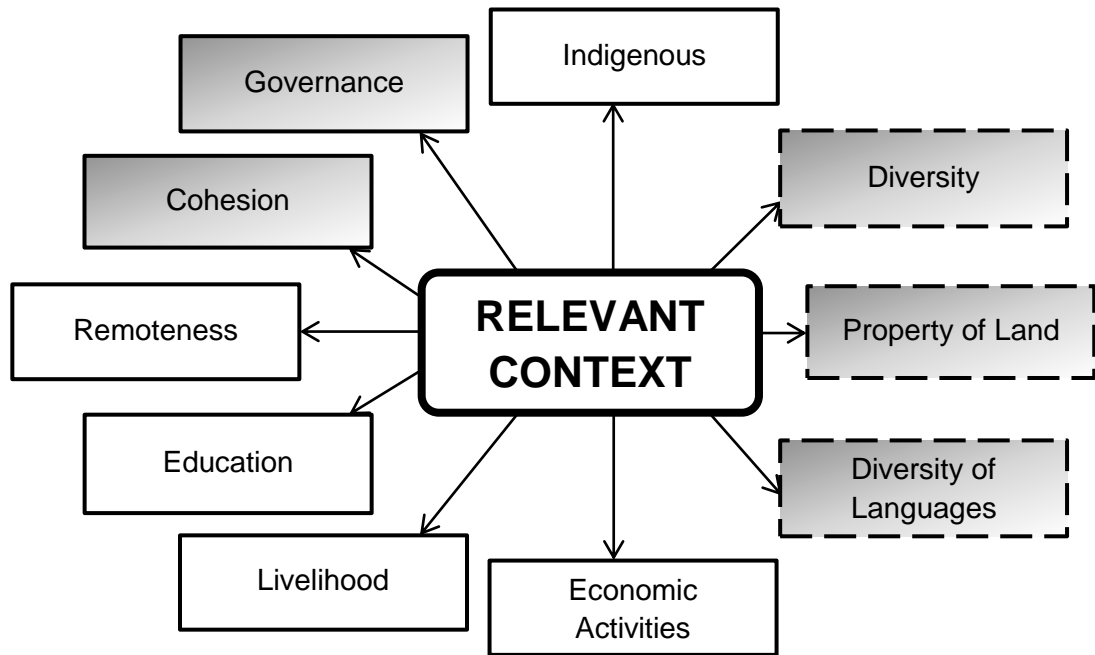 Indigenous
Governance
Diversity
Cohesion
RELEVANT
CONTEXT
Remoteness
Property of Land
Education
Diversity of
Languages
Livelihood
Economic
Activities